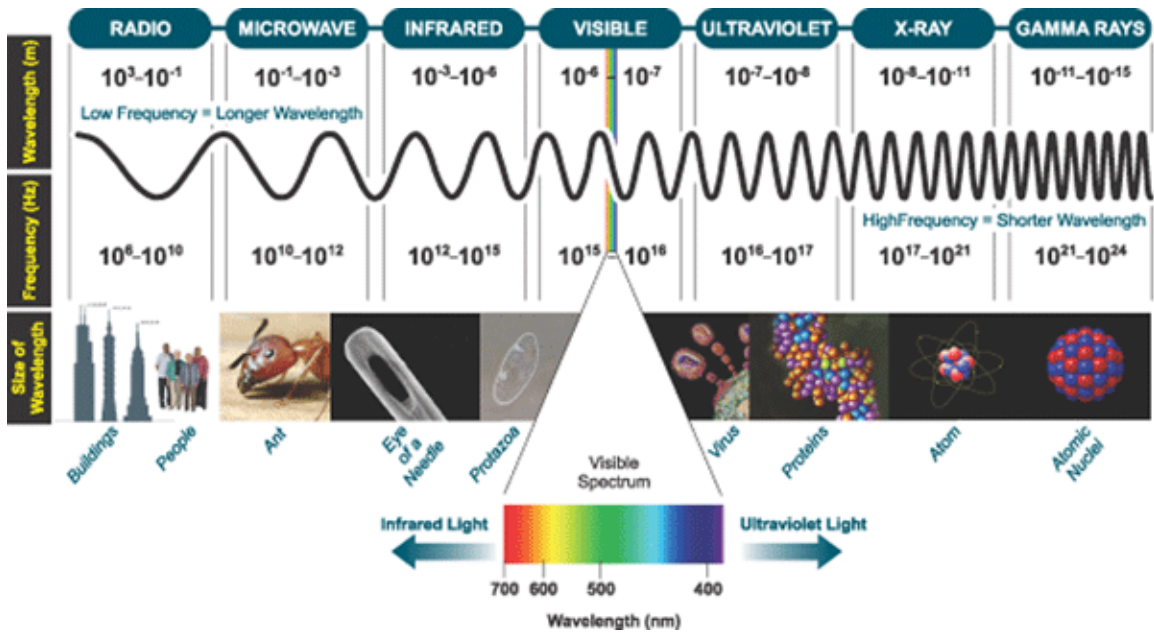 RADIO
MICROWAVE
INFRARED
VISIBLE
ULTRAVIOLET
X-RAY
GAMMA RAYS
Wavelength (m)
10³–10⁻¹
10⁻¹–10⁻³
10⁻³–10⁻⁶
10⁻⁶ – 10⁻⁷
10⁻⁷–10⁻⁸
10⁻⁸–10⁻¹¹
10⁻¹¹–10⁻¹⁵
Low Frequency = Longer Wavelength
HighFrequency = Shorter Wavelength
Frequency (Hz)
10⁶–10¹⁰
10¹⁰–10¹²
10¹²–10¹⁵
10¹⁵ – 10¹⁶
10¹⁶–10¹⁷
10¹⁷–10²¹
10²¹–10²⁴
Size of
Wavelength
Buildings
People
Ant
Eye
of a
Needle
Protazoa
Virus
Proteins
Atom
Atomic
Nuclei
Visible
Spectrum
Infrared Light
Ultraviolet Light
700 600 500 400
Wavelength (nm)